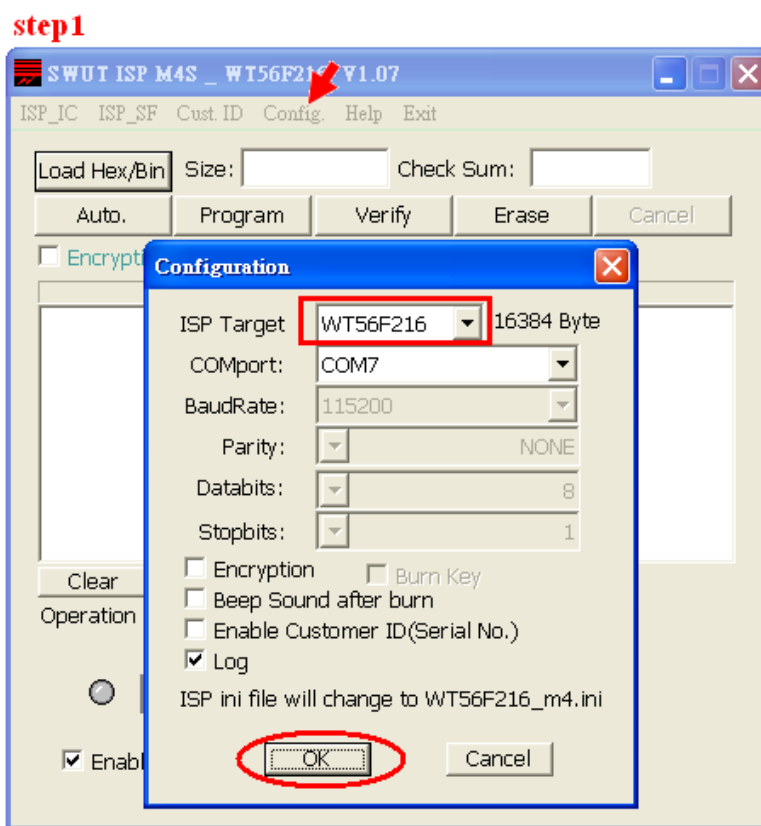 step1
SWUT ISP M4S _ WT56F216 V1.07
ISP_IC ISP_SF Cust. ID Config. Help Exit
Load Hex/Bin Size: Check Sum:
Auto. Program Verify Erase Cancel
Configuration
ISP Target WT56F216 16384 Byte
COMport: COM7
BaudRate: 115200
Parity: NONE
Databits: 8
Stopbits: 1
Encryption Burn Key
Clear
Beep Sound after burn
Operation
Enable Customer ID(Serial No.)
Log
ISP ini file will change to WT56F216_m4.ini
OK Cancel